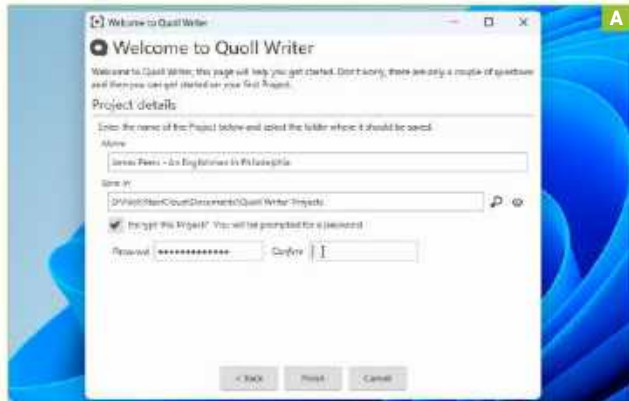 Welcome to Quoll Writer
A
Welcome to Quoll Writer
Welcome to Quoll Writer, this page will help you get started. Don't worry, there are only a couple of questions
and then you can get started on your first Project.
Project details
Enter the name of the Project below and select the folder where it should be saved.
Name
James Peers - An Englishman in Philadelphia
Save In
Documents\Quoll Writer Projects
Encrypt this Project? You will be prompted for a password
Password
Confirm
< Back
Finish
Cancel